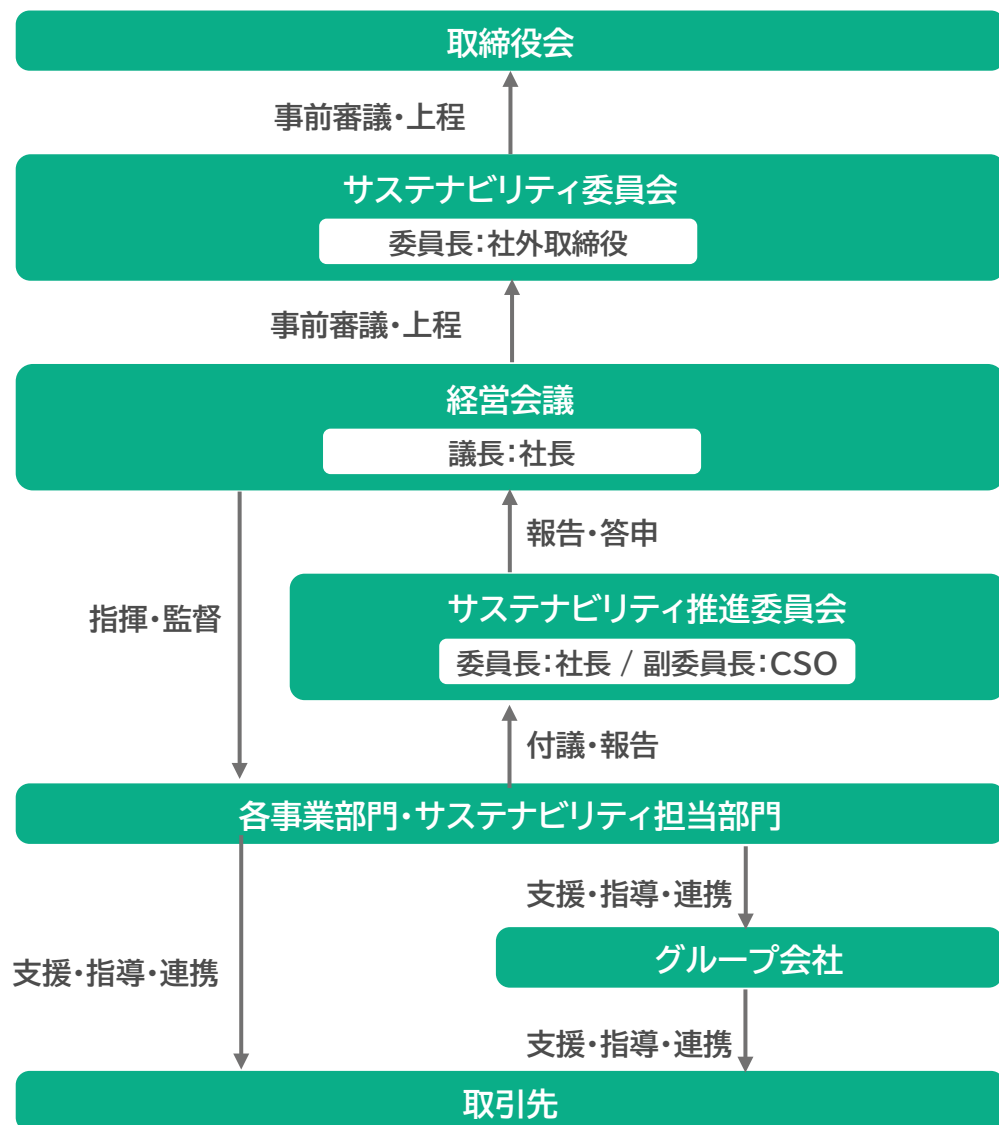 取締役会
事前審議・上程
サステナビリティ委員会
委員長：社外取締役
事前審議・上程
経営会議
議長：社長
報告・答申
サステナビリティ推進委員会
指揮・監督
委員長：社長 / 副委員長：CSO
付議・報告
各事業部門・サステナビリティ担当部門
支援・指導・連携
グループ会社
支援・指導・連携
支援・指導・連携
取引先